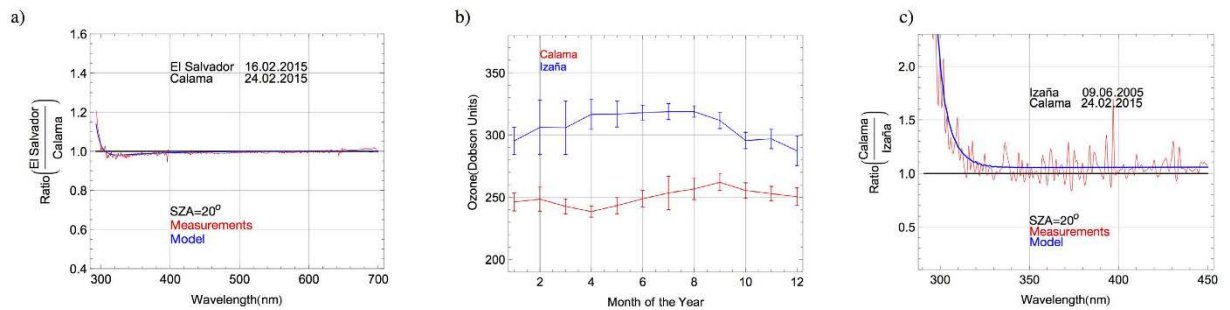 a)
1.6
1.4
1.2
1.0
0.8
0.6
0.4
Ratio(El Salvador/Calama)
El Salvador 16.02.2015
Calama 24.02.2015
SZA=20°
Measurements
Model
300 400 500 600 700
Wavelength(nm)
b)
350
300
250
200
Ozone(Dobson Units)
Calama
Izaña
2 4 6 8 10 12
Month of the Year
c)
2.0
1.5
1.0
0.5
Ratio(Calama/Izaña)
Izaña 09.06.2005
Calama 24.02.2015
SZA=20°
Measurements
Model
300 350 400 450
Wavelength(nm)